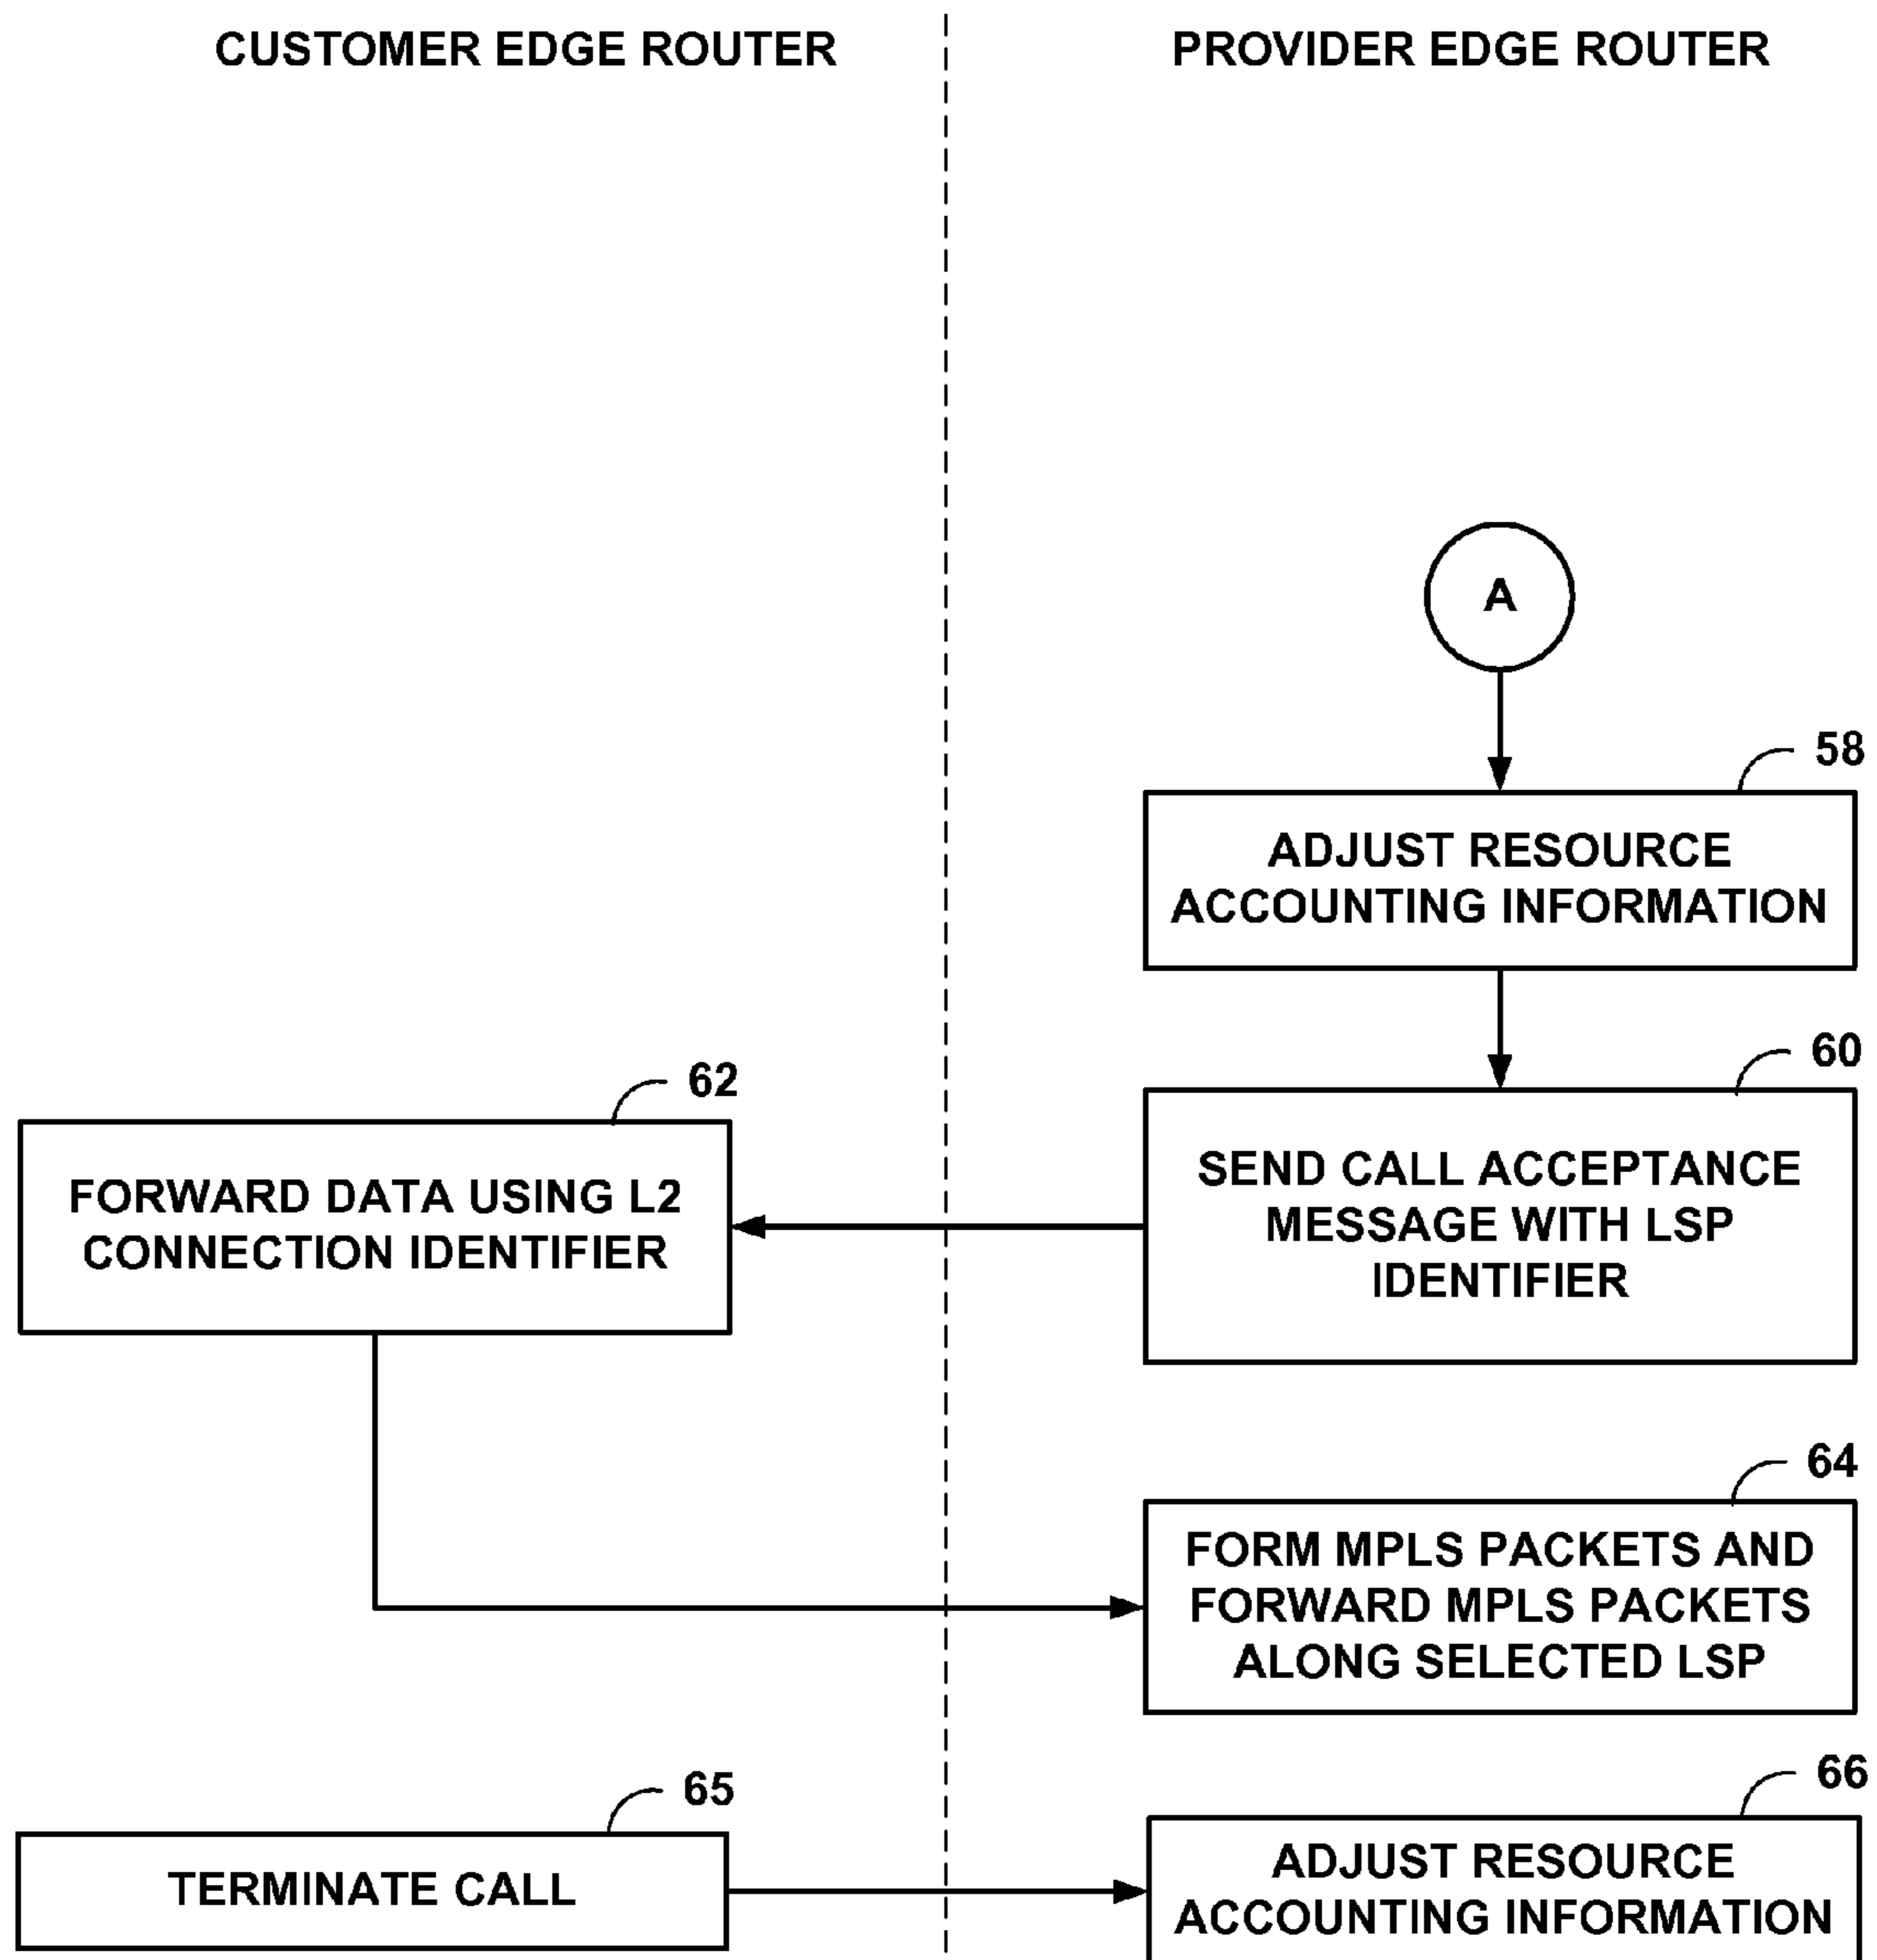 CUSTOMER EDGE ROUTER
PROVIDER EDGE ROUTER
A
58
ADJUST RESOURCE
ACCOUNTING INFORMATION
60
SEND CALL ACCEPTANCE
MESSAGE WITH LSP
IDENTIFIER
62
FORWARD DATA USING L2
CONNECTION IDENTIFIER
64
FORM MPLS PACKETS AND
FORWARD MPLS PACKETS
ALONG SELECTED LSP
65
TERMINATE CALL
66
ADJUST RESOURCE
ACCOUNTING INFORMATION